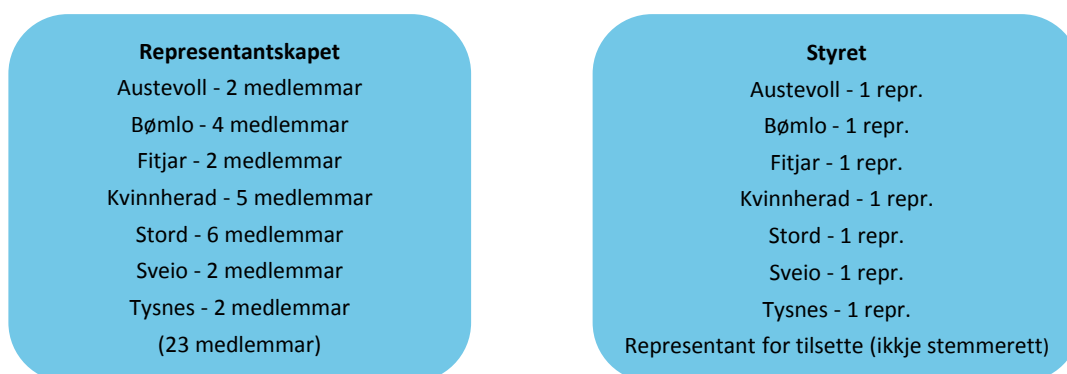 Representantskapet
Austevoll - 2 medlemmar
Bømlo - 4 medlemmar
Fitjar - 2 medlemmar
Kvinnherad - 5 medlemmar
Stord - 6 medlemmar
Sveio - 2 medlemmar
Tysnes - 2 medlemmar
(23 medlemmar)
Styret
Austevoll - 1 repr.
Bømlo - 1 repr.
Fitjar - 1 repr.
Kvinnherad - 1 repr.
Stord - 1 repr.
Sveio - 1 repr.
Tysnes - 1 repr.
Representant for tilsette (ikkje stemmerett)